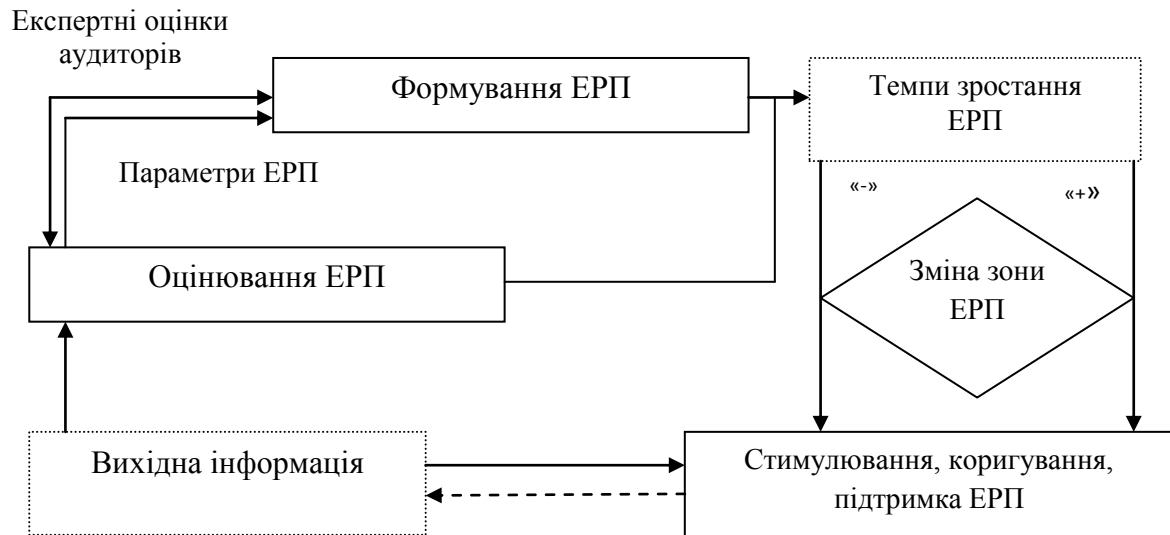 Експертні оцінки
аудиторів
Формування ЕРП
Темпи зростання
ЕРП
Параметри ЕРП
«-»
«+»
Оцінювання ЕРП
Зміна зони
ЕРП
Вихідна інформація
Стимулювання, коригування,
підтримка ЕРП